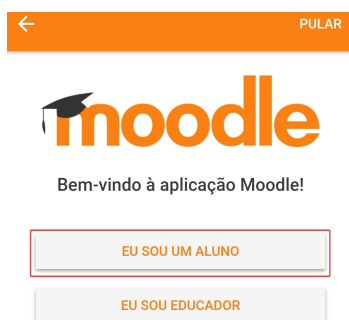 PULAR
moodle
Bem-vindo à aplicação Moodle!
EU SOU UM ALUNO
EU SOU EDUCADOR